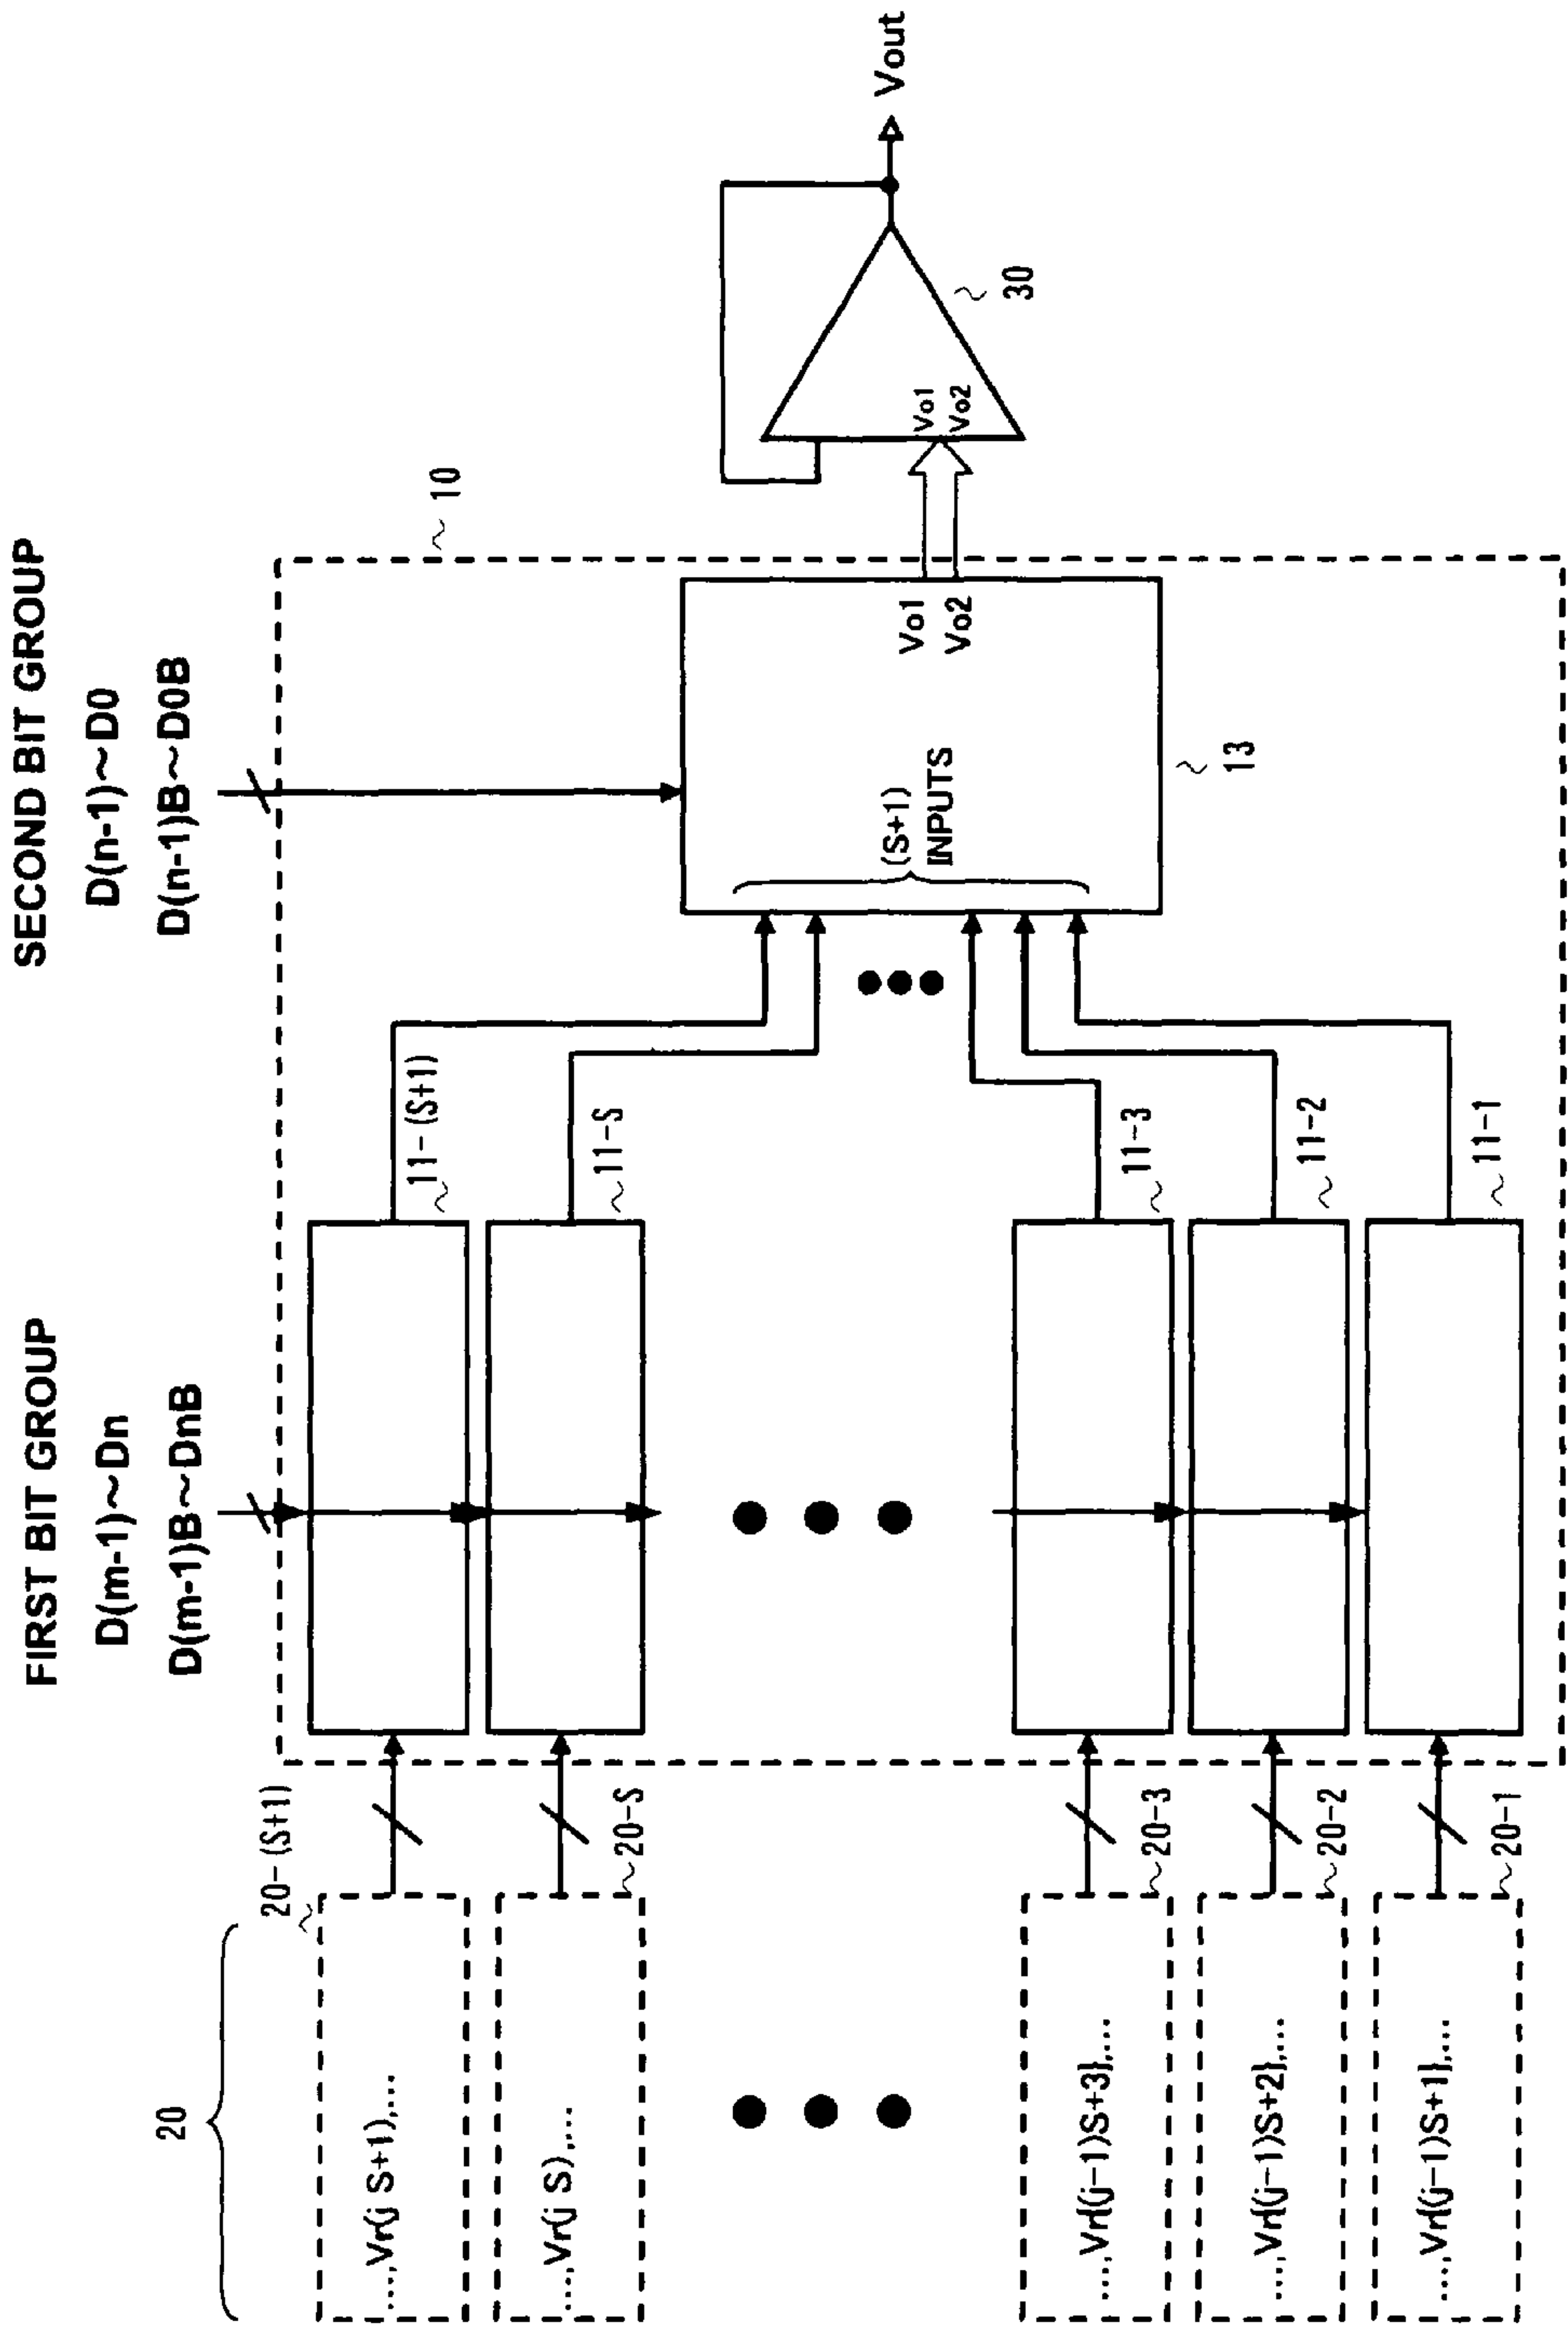 FIRST BIT GROUP
D(m-1)~Dn
D(m-1)B~DnB
SECOND BIT GROUP
D(n-1)~D0
D(n-1)B~D0B
20
20-(S+1)
....,Vr(j S+1),...
11-(S+1)
10
20-S
....,Vr(j S),...
11-S
(S+1)
INPUTS
Vo1
Vo2
13
Vo1
Vo2
30
Vout
20-3
....,Vr{(j-1)S+3},...
11-3
20-2
....,Vr{(j-1)S+2},...
11-2
20-1
....,Vr{(j-1)S+1},...
11-1